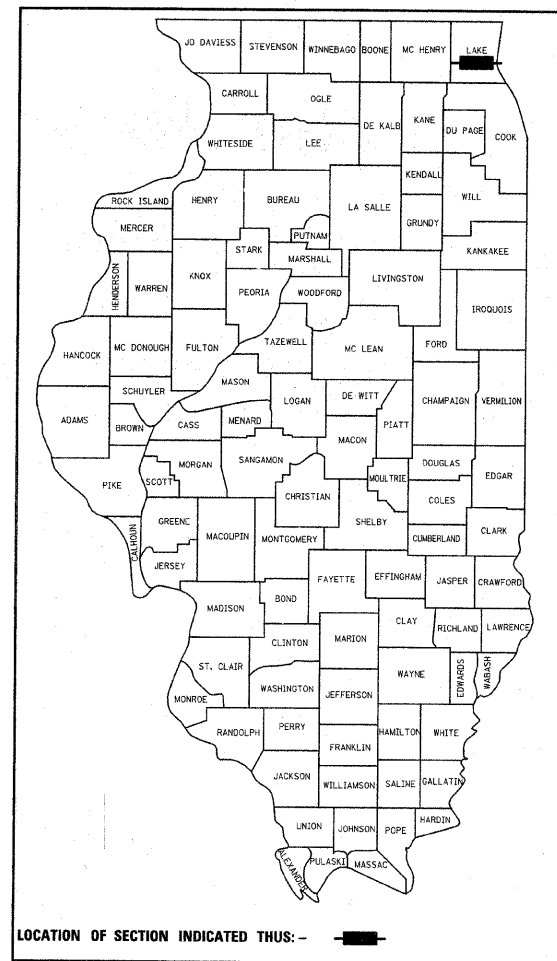 JO DAVIESS
STEVENSON
WINNEBAGO
BOONE
MC HENRY
LAKE
CARROLL
OGLE
DE KALB
KANE
DU PAGE
COOK
WHITESIDE
LEE
KENDALL
WILL
ROCK ISLAND
HENRY
BUREAU
LA SALLE
GRUNDY
MERCER
PUTNAM
KANKAKEE
STARK
MARSHALL
HENDERSON
WARREN
KNOX
PEORIA
WOODFORD
LIVINGSTON
IROQUOIS
HANCOCK
MC DONOUGH
FULTON
TAZEWELL
MC LEAN
FORD
SCHUYLER
MASON
LOGAN
DE WITT
CHAMPAIGN
VERMILION
ADAMS
BROWN
CASS
MENARD
MACON
PIATT
PIKE
SCOTT
MORGAN
SANGAMON
CHRISTIAN
MOULTRIE
DOUGLAS
EDGAR
COLES
CALHOUN
GREENE
MACOUPIN
MONTGOMERY
SHELBY
CUMBERLAND
CLARK
JERSEY
FAYETTE
EFFINGHAM
JASPER
CRAWFORD
MADISON
BOND
CLAY
RICHLAND
LAWRENCE
CLINTON
MARION
ST. CLAIR
WAYNE
EDWARDS
WABASH
WASHINGTON
JEFFERSON
MONROE
RANDOLPH
PERRY
HAMILTON
WHITE
FRANKLIN
JACKSON
WILLIAMSON
SALINE
GALLATIN
UNION
JOHNSON
POPE
HARDIN
ALEXANDER
PULASKI
MASSAC
LOCATION OF SECTION INDICATED THUS: -